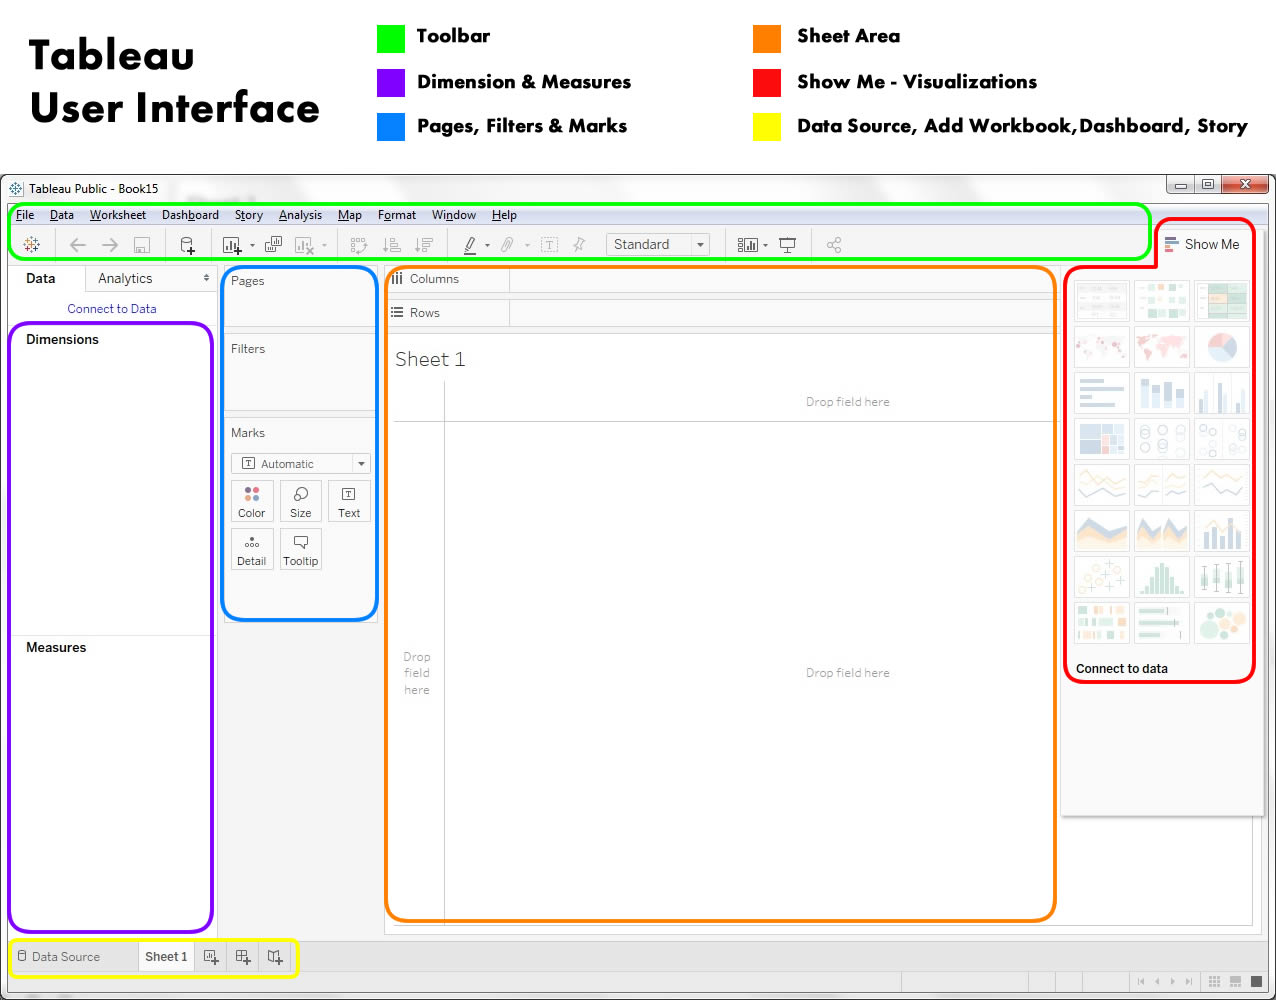 Tableau
User Interface
Toolbar
Dimension & Measures
Pages, Filters & Marks
Sheet Area
Show Me - Visualizations
Data Source, Add Workbook,Dashboard, Story
Tableau Public - Book15
File Data Worksheet Dashboard Story Analysis Map Format Window Help
Standard
Show Me
Data Analytics
Connect to Data
Dimensions
Measures
Pages
Filters
Marks
Automatic
Color Size Text
Detail Tooltip
Columns
Rows
Sheet 1
Drop field here
Drop
field
here
Drop field here
Connect to data
Data Source Sheet 1